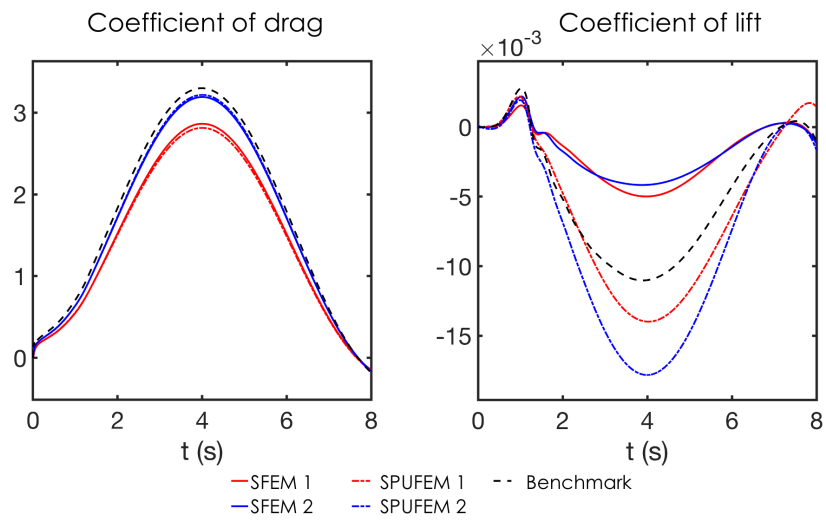 Coefficient of drag
Coefficient of lift
×10⁻³
3
2
1
0
0
-5
-10
-15
0 2 4 6 8
0 2 4 6 8
t (s)
t (s)
SFEM 1 SPUFEM 1 Benchmark
SFEM 2 SPUFEM 2